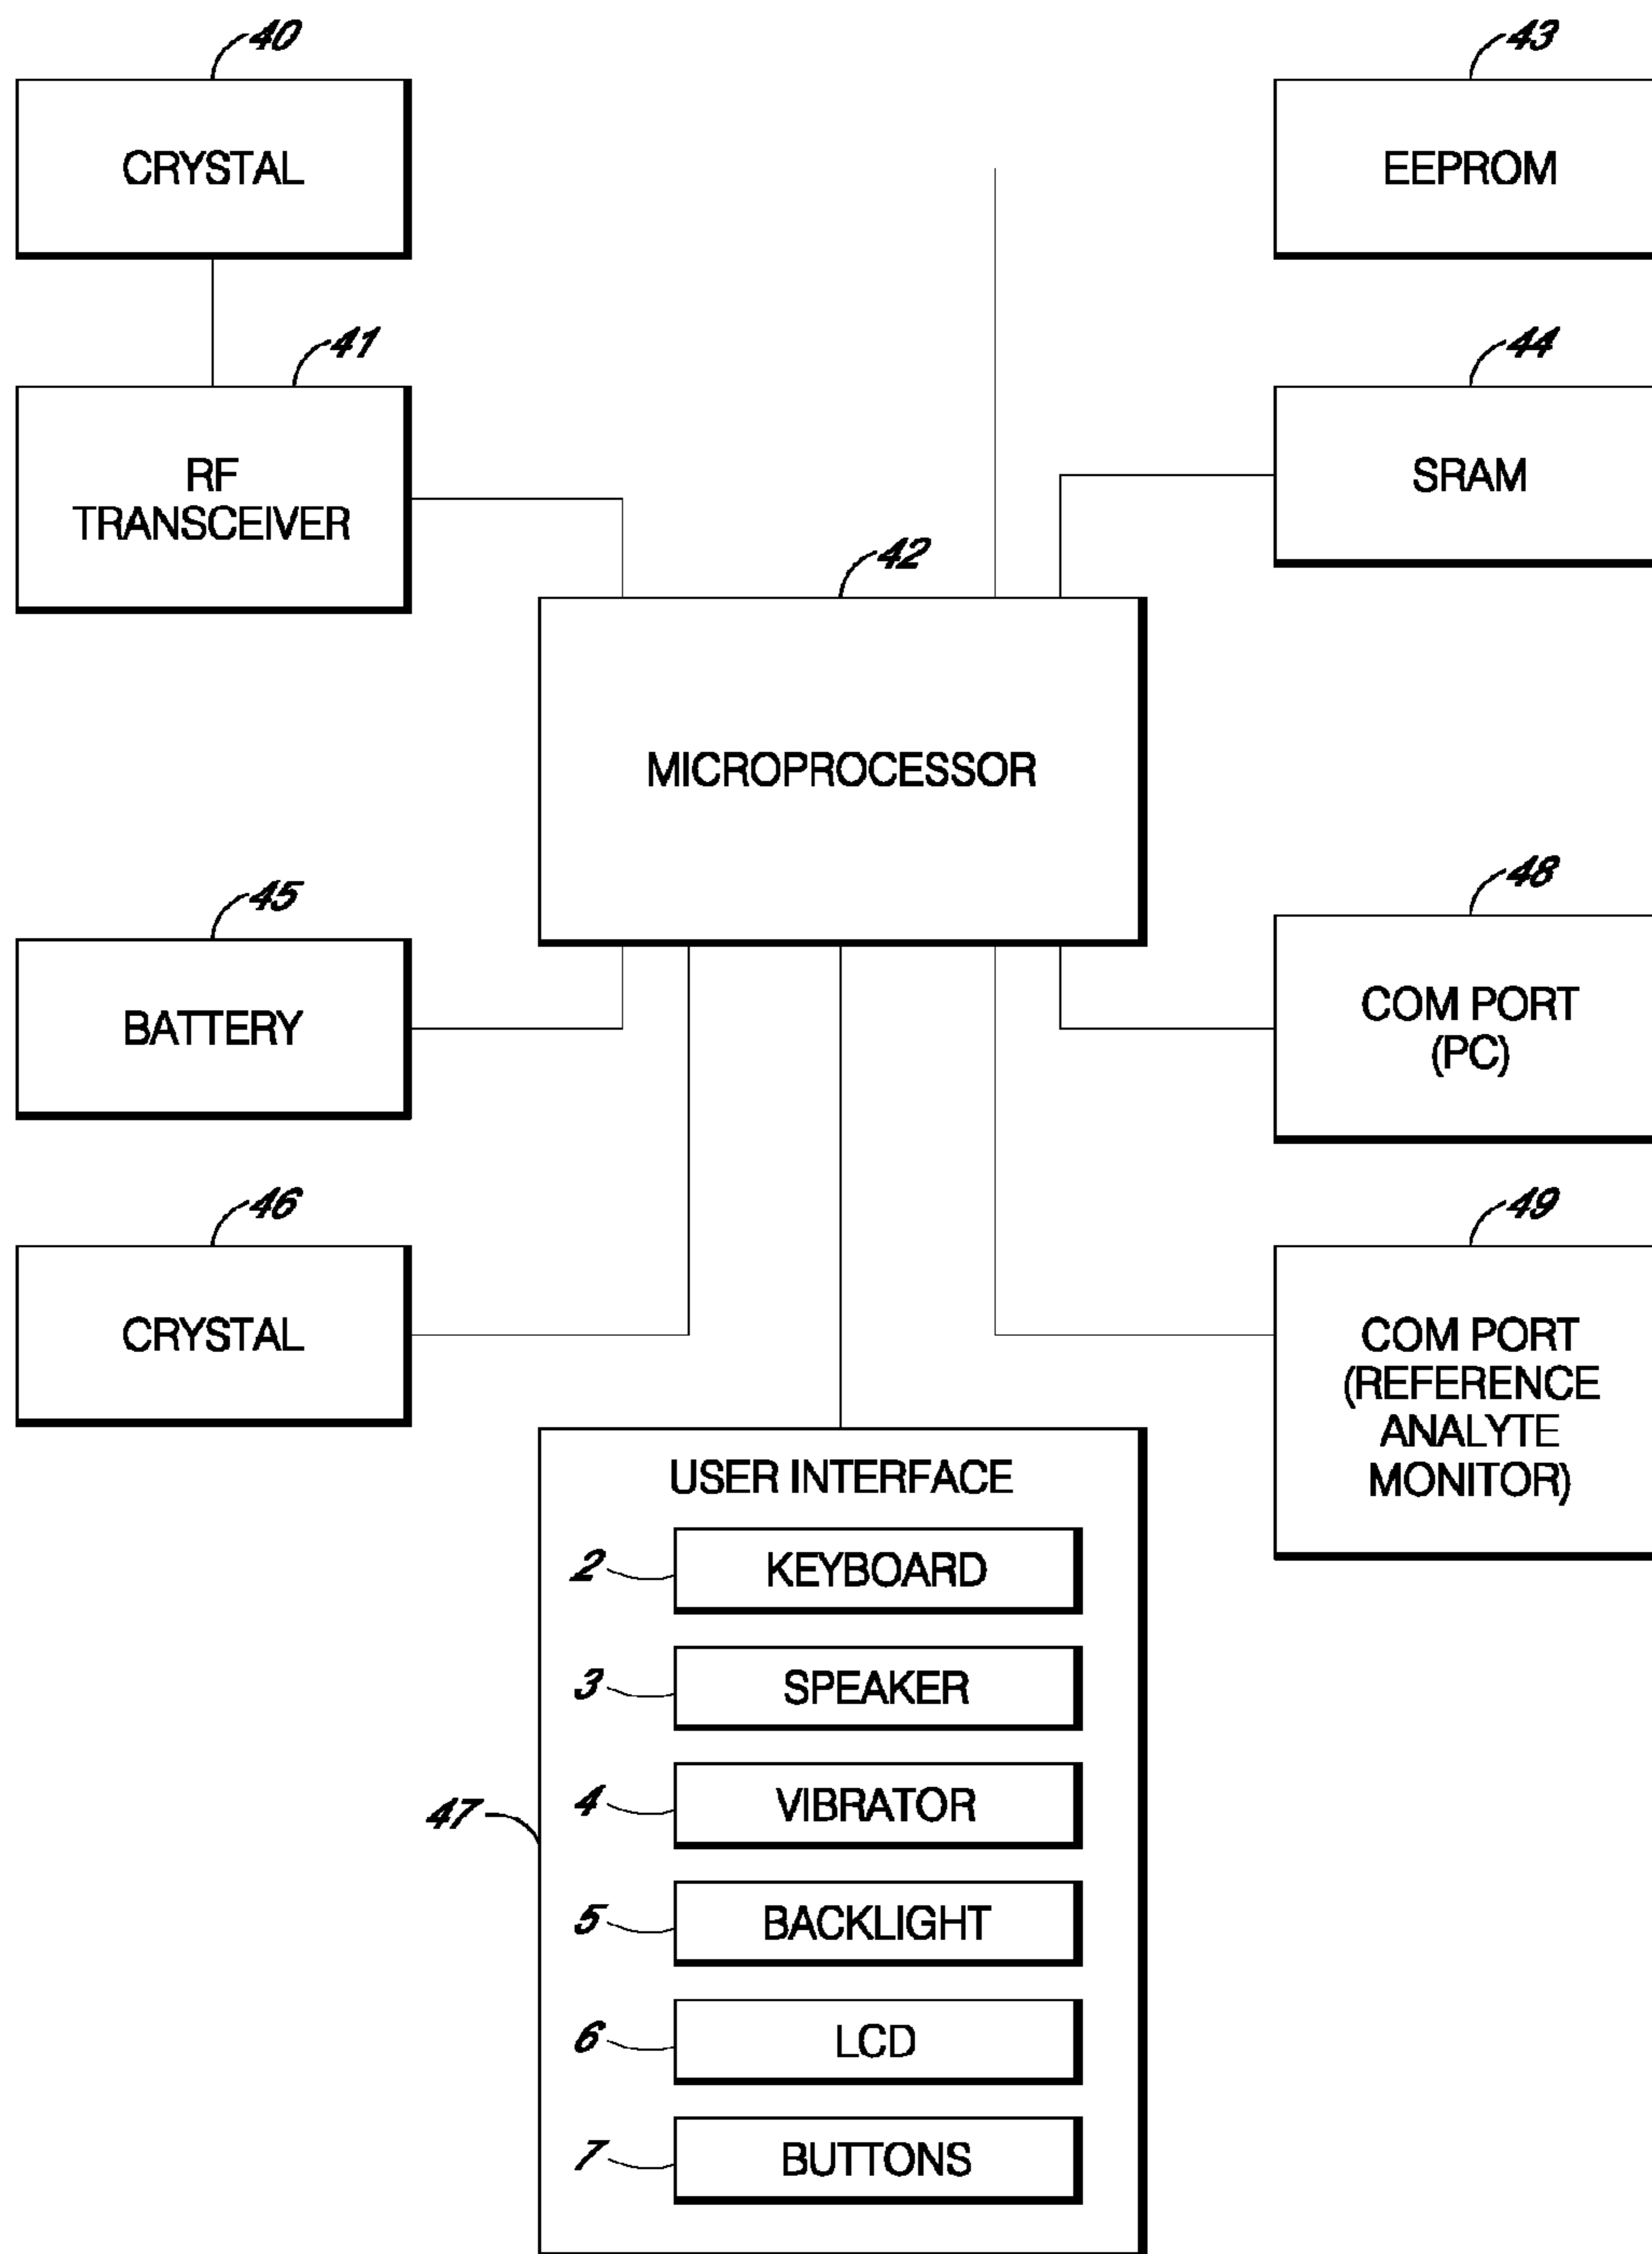 40
CRYSTAL
43
EEPROM
41
RF
TRANSCEIVER
44
SRAM
42
MICROPROCESSOR
45
BATTERY
48
COM PORT
(PC)
46
CRYSTAL
49
COM PORT
(REFERENCE
ANALYTE
MONITOR)
47
USER INTERFACE
2 KEYBOARD
3 SPEAKER
4 VIBRATOR
5 BACKLIGHT
6 LCD
7 BUTTONS